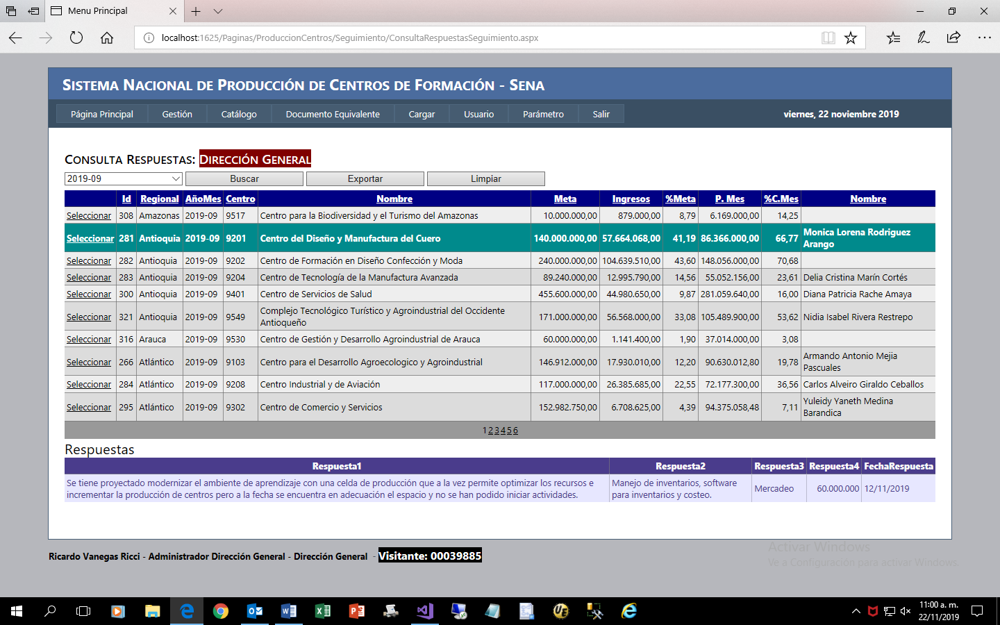 Menu Principal
localhost:1625/Paginas/ProduccionCentros/Seguimiento/ConsultaRespuestasSeguimiento.aspx
Sistema Nacional de Producción de Centros de Formación - Sena
Página Principal Gestión Catálogo Documento Equivalente Cargar Usuario Parámetro Salir viernes, 22 noviembre 2019
Consulta Respuestas: Dirección General
2019-09 Buscar Exportar Limpiar
Id Regional AñoMes Centro Nombre Meta Ingresos %Meta P. Mes %C.Mes Nombre
Seleccionar 308 Amazonas 2019-09 9517 Centro para la Biodiversidad y el Turismo del Amazonas 10.000.000,00 879.000,00 8,79 6.169.000,00 14,25
Seleccionar 281 Antioquia 2019-09 9201 Centro del Diseño y Manufactura del Cuero 140.000.000,00 57.664.068,00 41,19 86.366.000,00 66,77 Monica Lorena Rodriguez
Arango
Seleccionar 282 Antioquia 2019-09 9202 Centro de Formación en Diseño Confección y Moda 240.000.000,00 104.639.510,00 43,60 148.056.000,00 70,68
Seleccionar 283 Antioquia 2019-09 9204 Centro de Tecnología de la Manufactura Avanzada 89.240.000,00 12.995.790,00 14,56 55.052.156,00 23,61 Delia Cristina Marín Cortés
Seleccionar 300 Antioquia 2019-09 9401 Centro de Servicios de Salud 455.600.000,00 44.980.650,00 9,87 281.059.640,00 16,00 Diana Patricia Rache Amaya
Seleccionar 321 Antioquia 2019-09 9549 Complejo Tecnológico Turístico y Agroindustrial del Occidente
Antioqueño 171.000.000,00 56.568.000,00 33,08 105.489.900,00 53,62 Nidia Isabel Rivera Restrepo
Seleccionar 316 Arauca 2019-09 9530 Centro de Gestión y Desarrollo Agroindustrial de Arauca 60.000.000,00 1.141.400,00 1,90 37.014.000,00 3,08
Seleccionar 266 Atlántico 2019-09 9103 Centro para el Desarrollo Agroecologico y Agroindustrial 146.912.000,00 17.930.010,00 12,20 90.630.012,80 19,78 Armando Antonio Mejia
Pascuales
Seleccionar 284 Atlántico 2019-09 9208 Centro Industrial y de Aviación 117.000.000,00 26.385.685,00 22,55 72.177.300,00 36,56 Carlos Alveiro Giraldo Ceballos
Seleccionar 295 Atlántico 2019-09 9302 Centro de Comercio y Servicios 152.982.750,00 6.708.625,00 4,39 94.375.058,48 7,11 Yuleidy Yaneth Medina
Barandica
1 2 3 4 5 6
Respuestas
Respuesta1 Respuesta2 Respuesta3 Respuesta4 FechaRespuesta
Se tiene proyectado modernizar el ambiente de aprendizaje con una celda de producción que a la vez permite optimizar los recursos e
incrementar la producción de centros pero a la fecha se encuentra en adecuación el espacio y no se han podido iniciar actividades.
Manejo de inventarios, software
para inventarios y costeo.
Mercadeo 60.000.000 12/11/2019
Ricardo Vanegas Ricci - Administrador Dirección General - Dirección General - Visitante: 00039885
Activar Windows
Ve a Configuración para activar Windows.
11:00 a. m.
22/11/2019